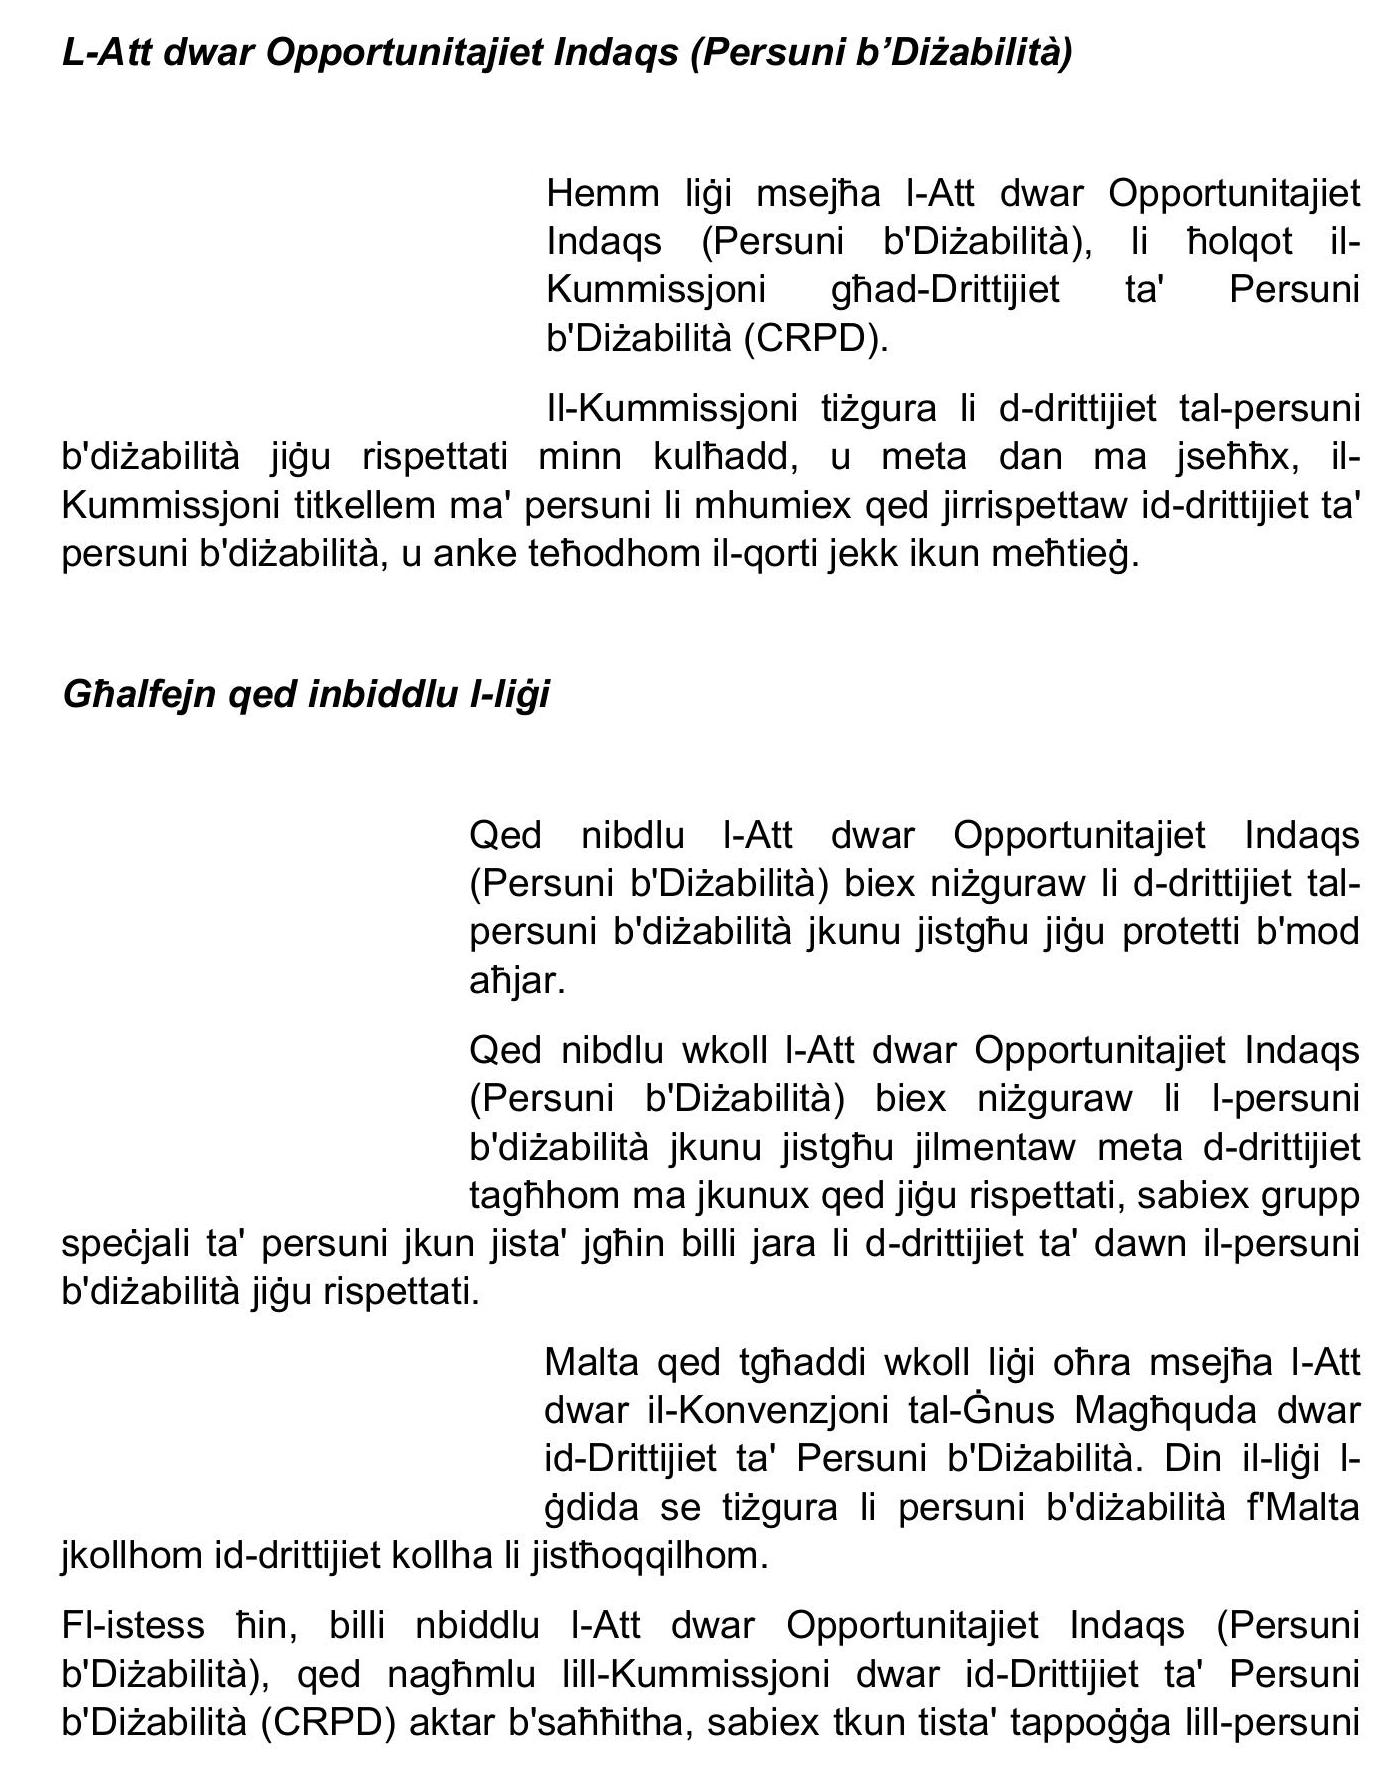 L-Att dwar Opportunitajiet Indaqs (Persuni b’Diżabilità)
Hemm liġi msejħa l-Att dwar Opportunitajiet
Indaqs (Persuni b'Diżabilità), li ħolqot il-
Kummissjoni għad-Drittijiet ta' Persuni
b'Diżabilità (CRPD).
Il-Kummissjoni tiżgura li d-drittijiet tal-persuni
b'diżabilità jiġu rispettati minn kulħadd, u meta dan ma jseħħx, il-
Kummissjoni titkellem ma' persuni li mhumiex qed jirrispettaw id-drittijiet ta'
persuni b'diżabilità, u anke teħodhom il-qorti jekk ikun meħtieġ.
Għalfejn qed inbiddlu l-liġi
Qed nibdlu l-Att dwar Opportunitajiet Indaqs
(Persuni b'Diżabilità) biex niżguraw li d-drittijiet tal-
persuni b'diżabilità jkunu jistgħu jiġu protetti b'mod
aħjar.
Qed nibdlu wkoll l-Att dwar Opportunitajiet Indaqs
(Persuni b'Diżabilità) biex niżguraw li l-persuni
b'diżabilità jkunu jistgħu jilmentaw meta d-drittijiet
tagħhom ma jkunux qed jiġu rispettati, sabiex grupp
speċjali ta' persuni jkun jista' jgħin billi jara li d-drittijiet ta' dawn il-persuni
b'diżabilità jiġu rispettati.
Malta qed tgħaddi wkoll liġi oħra msejħa l-Att
dwar il-Konvenzjoni tal-Ġnus Magħquda dwar
id-Drittijiet ta' Persuni b'Diżabilità. Din il-liġi l-
ġdida se tiżgura li persuni b'diżabilità f'Malta
jkollhom id-drittijiet kollha li jistħoqqilhom.
Fl-istess ħin, billi nbiddlu l-Att dwar Opportunitajiet Indaqs (Persuni
b'Diżabilità), qed nagħmlu lill-Kummissjoni dwar id-Drittijiet ta' Persuni
b'Diżabilità (CRPD) aktar b'saħħitha, sabiex tkun tista' tappoġġa lill-persuni